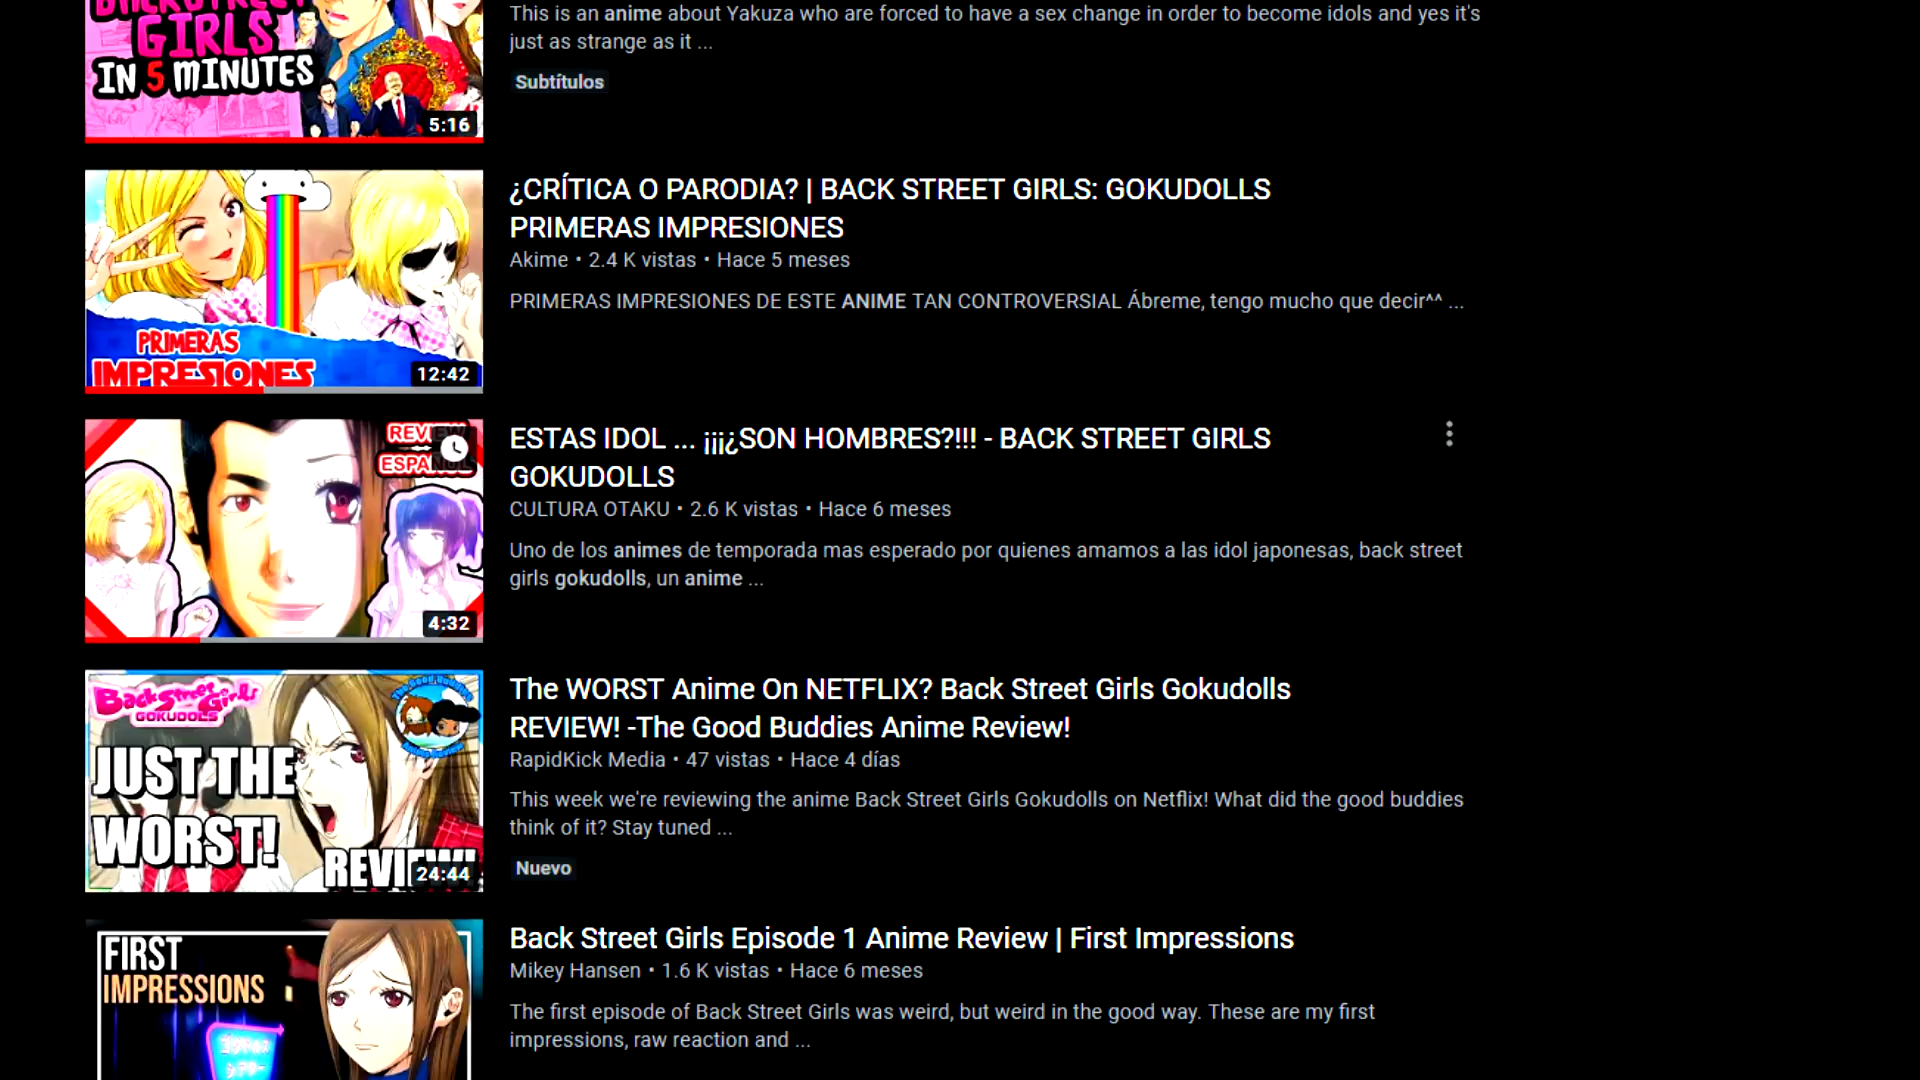 BACKSTREET
GIRLS
IN 5 MINUTES
5:16
This is an anime about Yakuza who are forced to have a sex change in order to become idols and yes it's
just as strange as it ...
Subtítulos
PRIMERAS
IMPRESIONES
12:42
¿CRÍTICA O PARODIA? | BACK STREET GIRLS: GOKUDOLLS
PRIMERAS IMPRESIONES
Akime • 2.4 K vistas • Hace 5 meses
PRIMERAS IMPRESIONES DE ESTE ANIME TAN CONTROVERSIAL Ábreme, tengo mucho que decir^^ ...
REVIEW
ESPAÑOL
4:32
ESTAS IDOL ... ¡¡¡¿SON HOMBRES?!!! - BACK STREET GIRLS
GOKUDOLLS
CULTURA OTAKU • 2.6 K vistas • Hace 6 meses
Uno de los animes de temporada mas esperado por quienes amamos a las idol japonesas, back street
girls gokudolls, un anime ...
Back Street Girls
GOKUDOLS
JUST THE
WORST!
REVIEW!
24:44
The WORST Anime On NETFLIX? Back Street Girls Gokudolls
REVIEW! -The Good Buddies Anime Review!
RapidKick Media • 47 vistas • Hace 4 días
This week we're reviewing the anime Back Street Girls Gokudolls on Netflix! What did the good buddies
think of it? Stay tuned ...
Nuevo
FIRST
IMPRESSIONS
Back Street Girls Episode 1 Anime Review | First Impressions
Mikey Hansen • 1.6 K vistas • Hace 6 meses
The first episode of Back Street Girls was weird, but weird in the good way. These are my first
impressions, raw reaction and ...